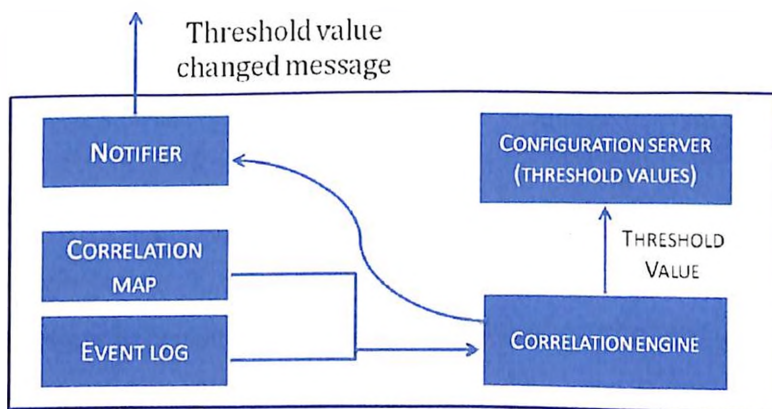 Threshold value
changed message
NOTIFIER
CONFIGURATION SERVER
(THRESHOLD VALUES)
CORRELATION
MAP
THRESHOLD
VALUE
EVENT LOG
CORRELATION ENGINE